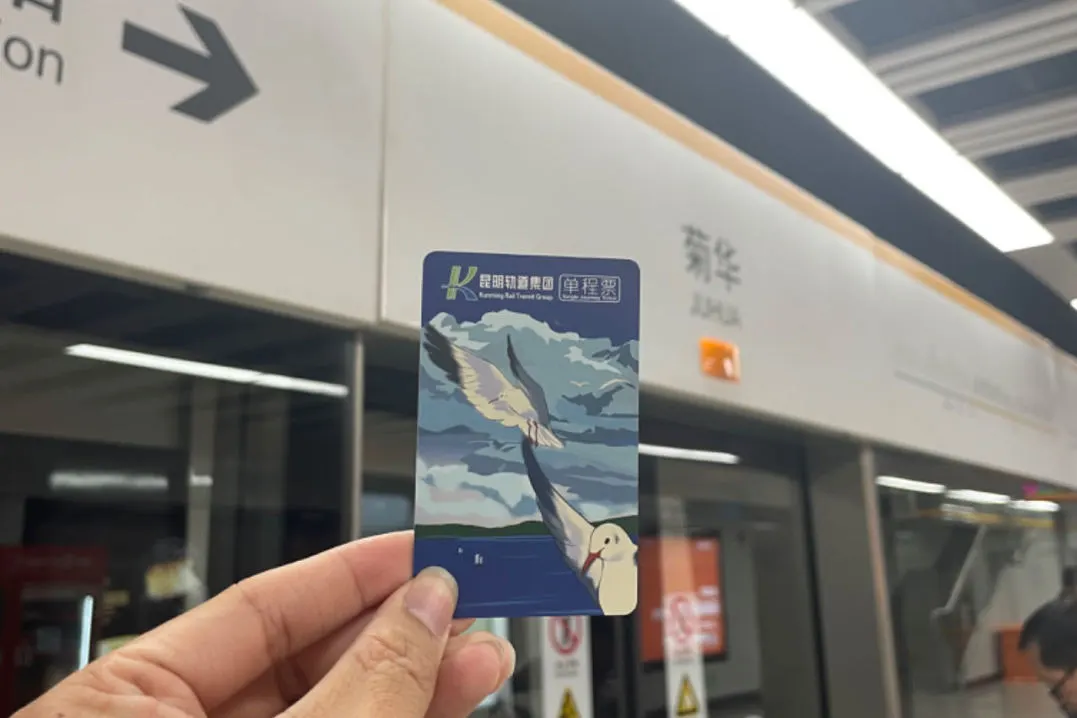 on
昆明轨道集团
Kunming Rail Transit Group
单程票
Single Journey Ticket
菊华
JUHUA